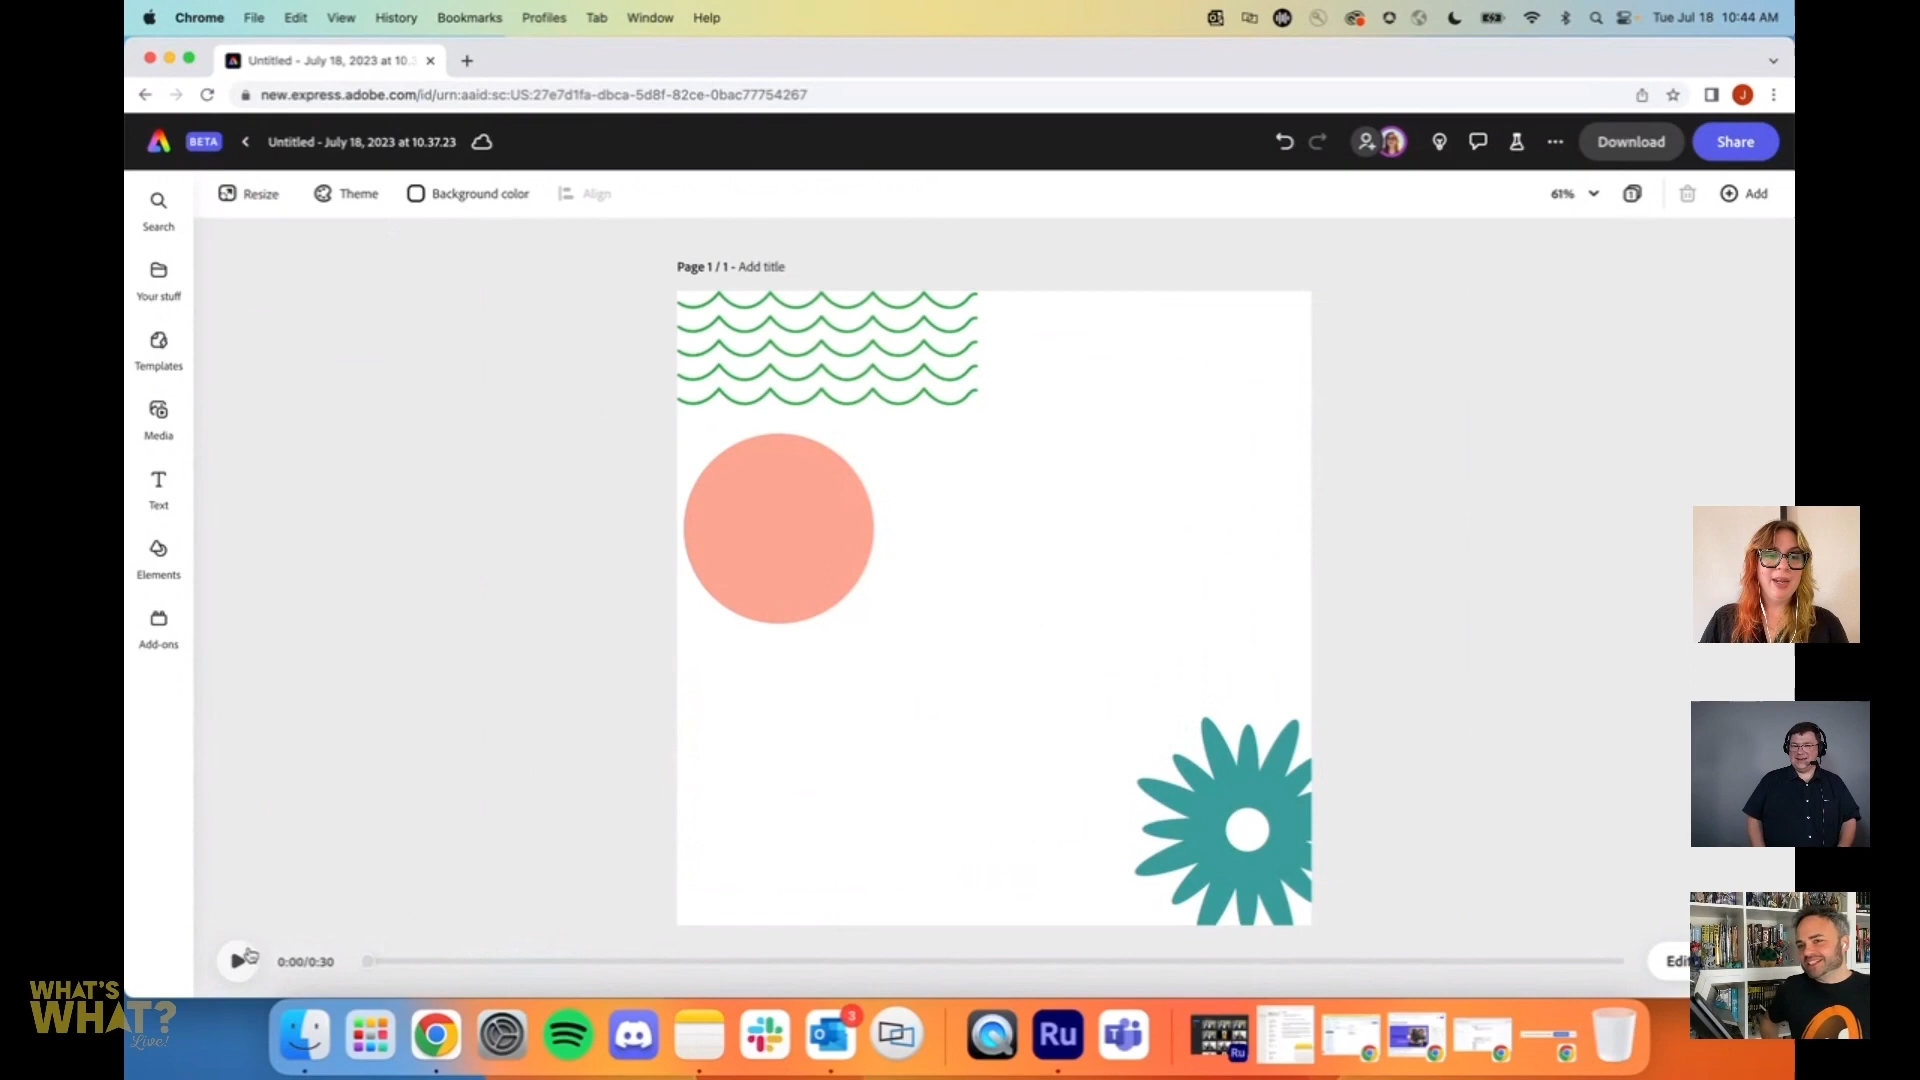 Chrome File Edit View History Bookmarks Profiles Tab Window Help
Tue Jul 18 10:44 AM
Untitled - July 18, 2023 at 10.
new.express.adobe.com/id/urn:aaid:sc:US:27e7d1fa-dbca-5d8f-82ce-0bac77754267
J
BETA
Untitled - July 18, 2023 at 10.37.23
Download
Share
Resize
Theme
Background color
Align
61%
1
Add
Search
Your stuff
Templates
Media
Text
Elements
Add-ons
Page 1 / 1 - Add title
0:00/0:30
WHAT'S
WHAT?
Live!
3
Ru
Ru